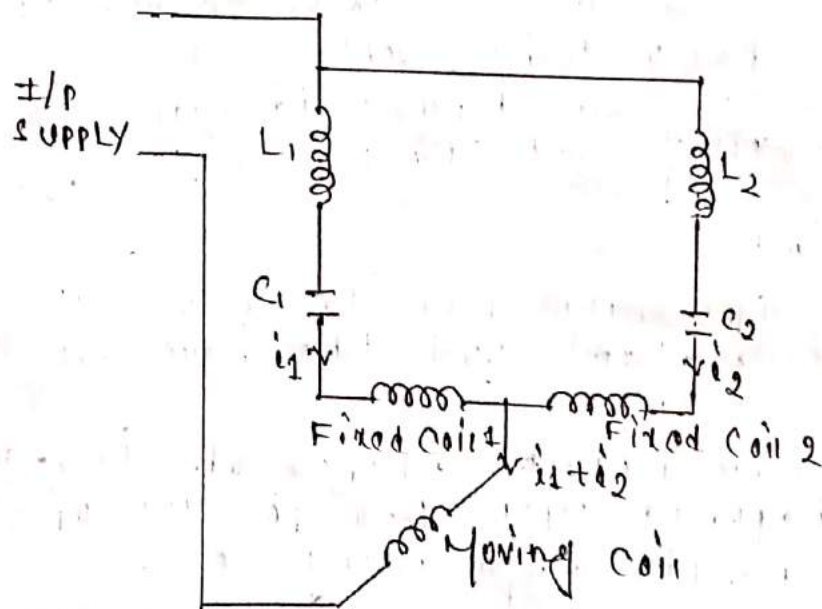 I/P
SUPPLY
L1
L2
C1
C2
i1
i2
Fixed Coil 1
Fixed Coil 2
i1 + i2
Moving Coil